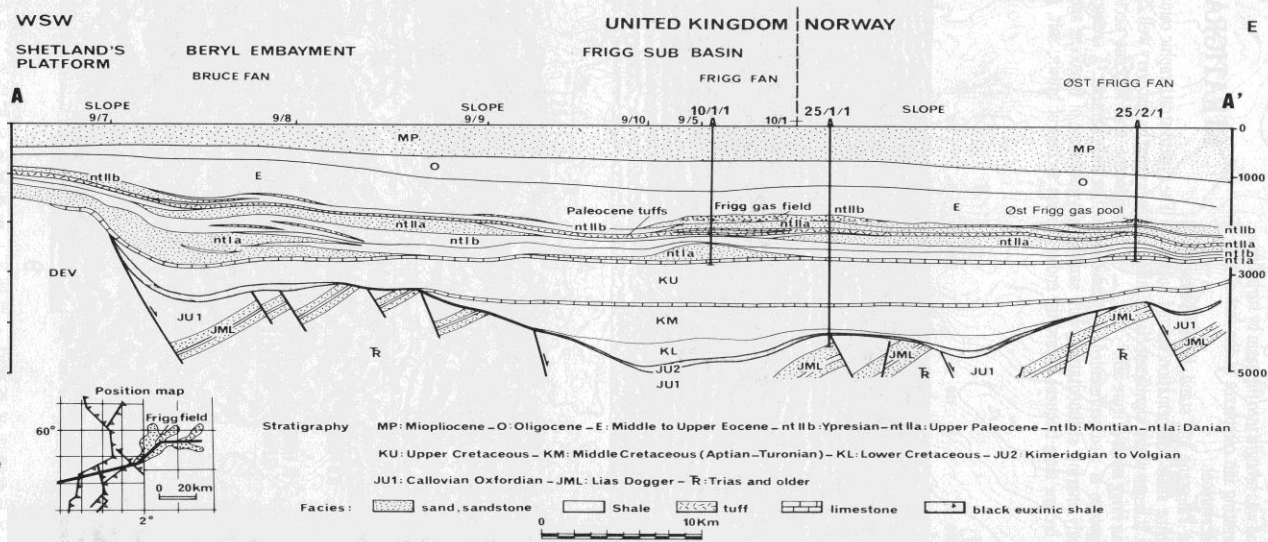 WSW
UNITED KINGDOM NORWAY
E
SHETLAND'S PLATFORM
BERYL EMBAYMENT
FRIGG SUB BASIN
BRUCE FAN
FRIGG FAN
ØST FRIGG FAN
A
SLOPE
SLOPE
10/1/1
25/1/1
SLOPE
25/2/1
A'
9/7
9/8
9/9
9/10
9/5
10/1
0
MP
MP
O
O
1000
ntIIb
E
Paleocene tuffs
Frigg gas field
ntIIb
E
Øst Frigg gas pool
ntIIa
ntIIb
ntIIa
ntIIa
ntIIb
ntIIa
ntIb
ntIa
ntIa
ntIb
ntIa
DEV
KU
3000
JU1
JML
KM
TR
KL
JU2
JU1
JML
JML
TR
JU1
JML
TR
JU1
5000
Position map
60°
Frigg field
0 20km
2°
Stratigraphy MP: Miopliocene - O: Oligocene - E: Middle to Upper Eocene - nt IIb: Ypresian - nt IIa: Upper Paleocene - nt Ib: Montian - nt Ia: Danian
KU: Upper Cretaceous - KM: Middle Cretaceous (Aptian-Turonian) - KL: Lower Cretaceous - JU2: Kimeridgian to Volgian
JU1: Callovian Oxfordian - JML: Lias Dogger - TR: Trias and older
Facies: sand, sandstone Shale tuff limestone black euxinic shale
0 10Km